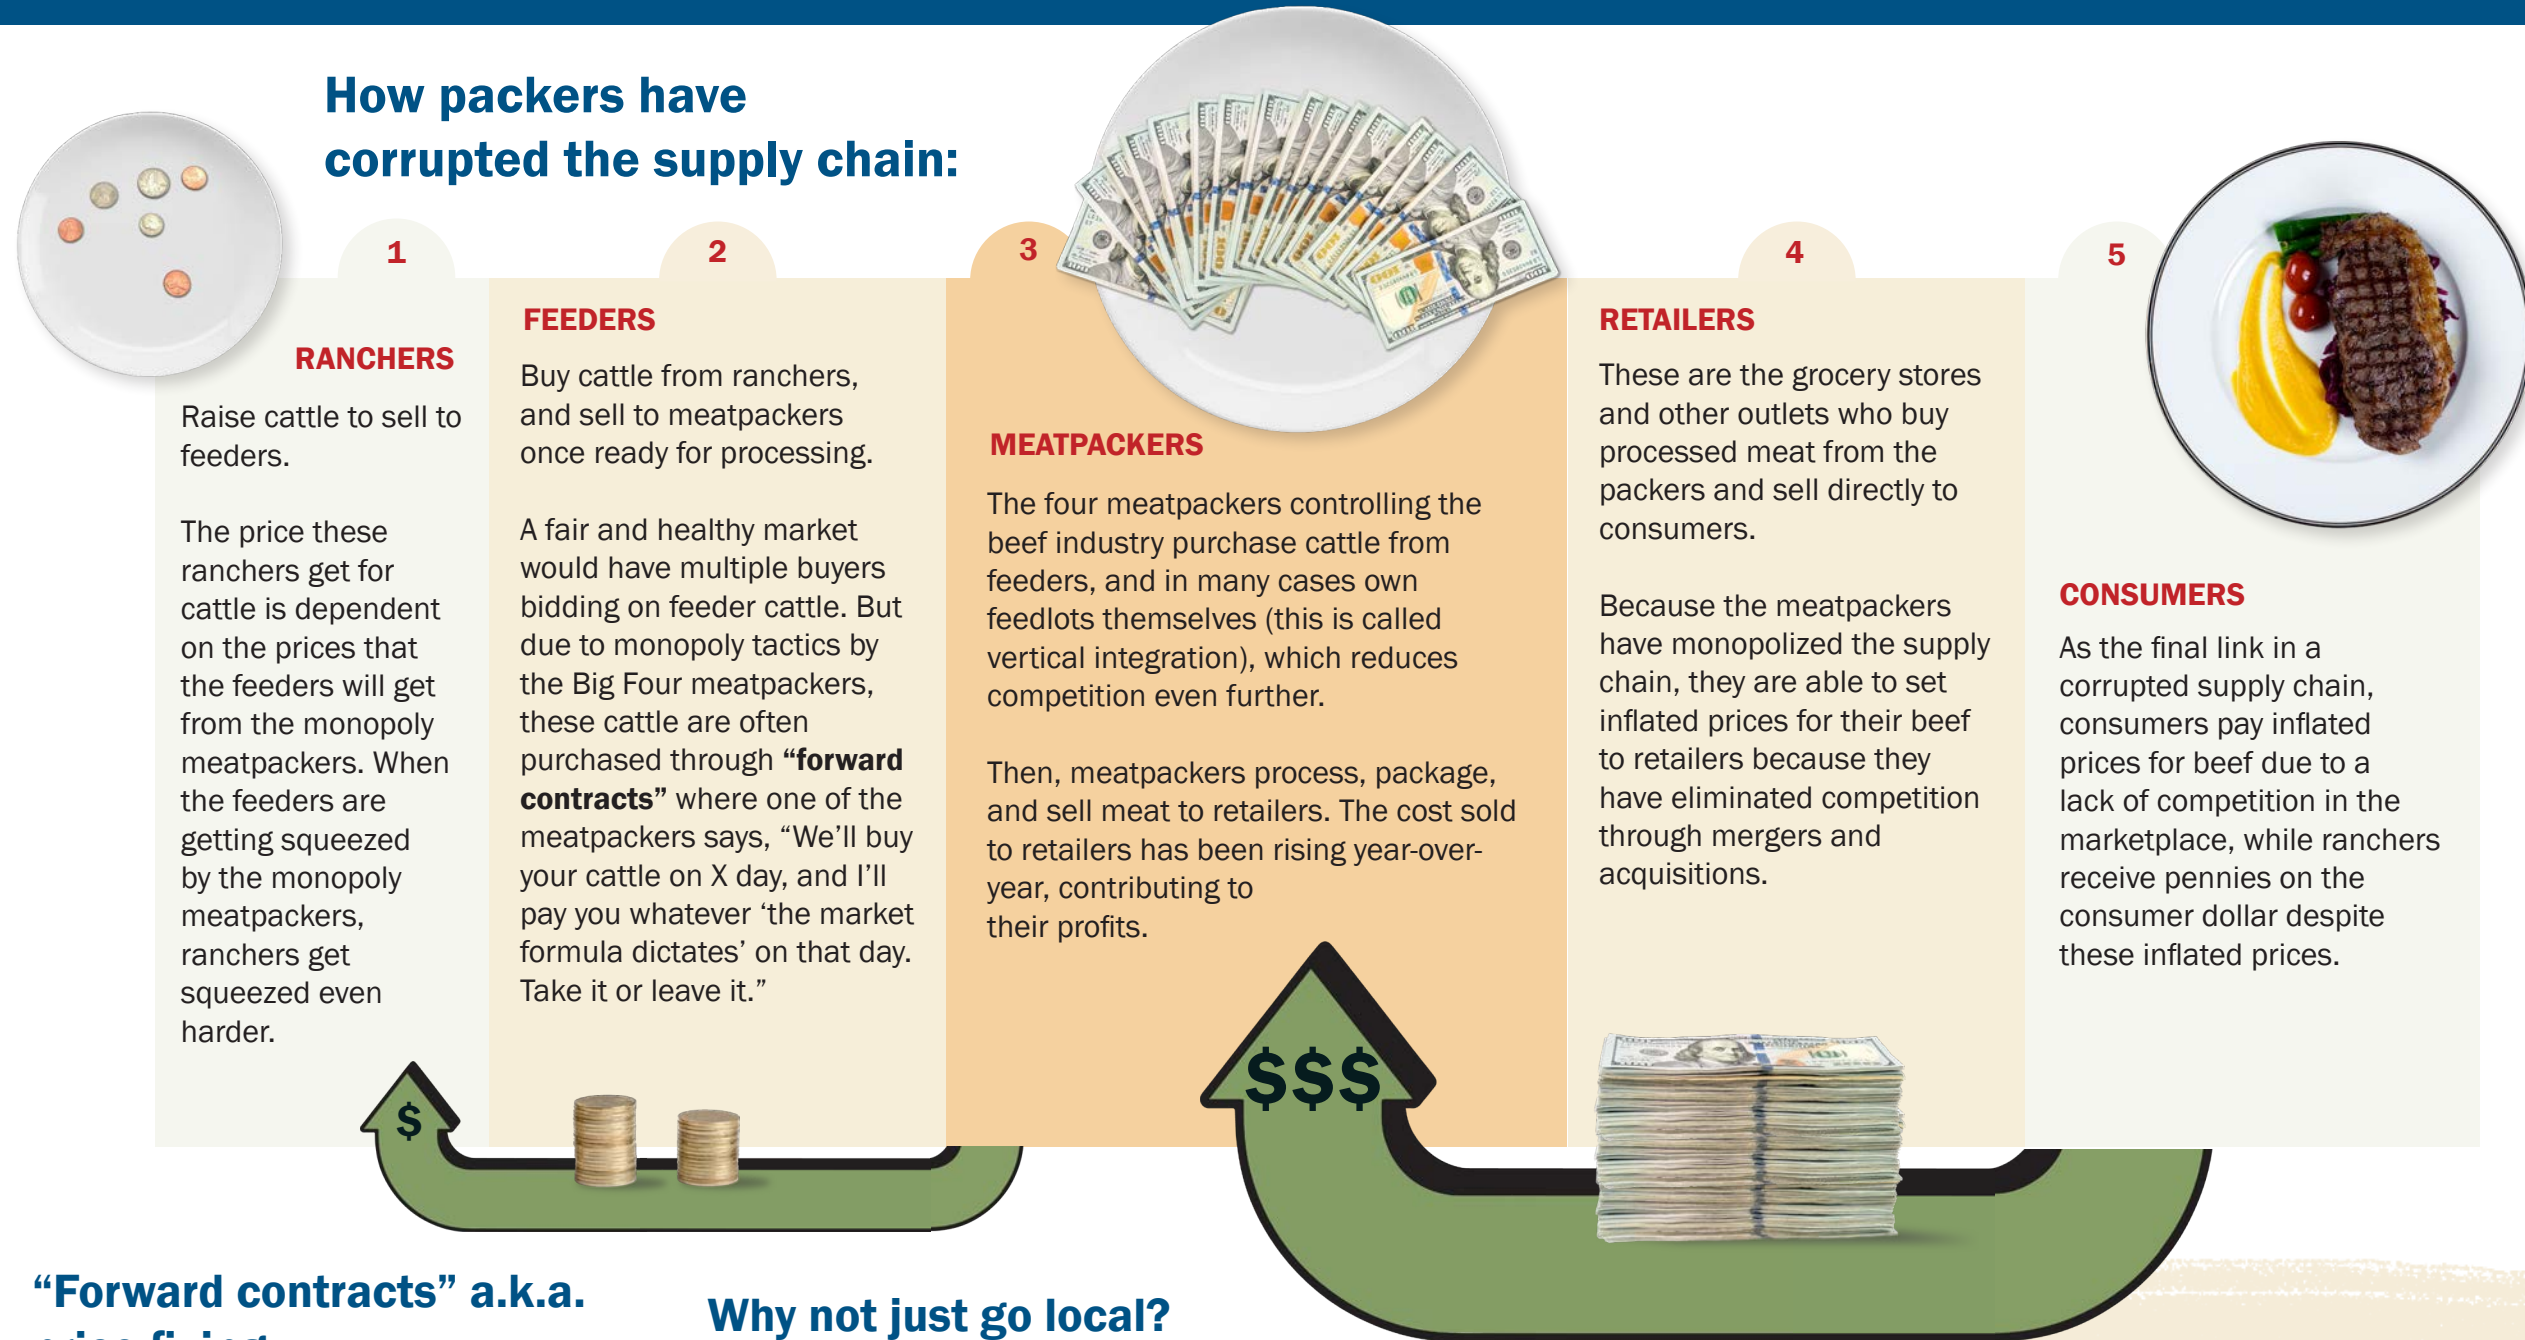 How packers have
corrupted the supply chain:
1
RANCHERS
Raise cattle to sell to
feeders.
The price these
ranchers get for
cattle is dependent
on the prices that
the feeders will get
from the monopoly
meatpackers. When
the feeders are
getting squeezed
by the monopoly
meatpackers,
ranchers get
squeezed even
harder.
$
2
FEEDERS
Buy cattle from ranchers,
and sell to meatpackers
once ready for processing.
A fair and healthy market
would have multiple buyers
bidding on feeder cattle. But
due to monopoly tactics by
the Big Four meatpackers,
these cattle are often
purchased through “forward
contracts” where one of the
meatpackers says, “We’ll buy
your cattle on X day, and I’ll
pay you whatever ‘the market
formula dictates’ on that day.
Take it or leave it.”
3
MEATPACKERS
The four meatpackers controlling the
beef industry purchase cattle from
feeders, and in many cases own
feedlots themselves (this is called
vertical integration), which reduces
competition even further.
Then, meatpackers process, package,
and sell meat to retailers. The cost sold
to retailers has been rising year-over-
year, contributing to
their profits.
$$$
4
RETAILERS
These are the grocery stores
and other outlets who buy
processed meat from the
packers and sell directly to
consumers.
Because the meatpackers
have monopolized the supply
chain, they are able to set
inflated prices for their beef
to retailers because they
have eliminated competition
through mergers and
acquisitions.
5
CONSUMERS
As the final link in a
corrupted supply chain,
consumers pay inflated
prices for beef due to a
lack of competition in the
marketplace, while ranchers
receive pennies on the
consumer dollar despite
these inflated prices.
“Forward contracts” a.k.a.
Why not just go local?